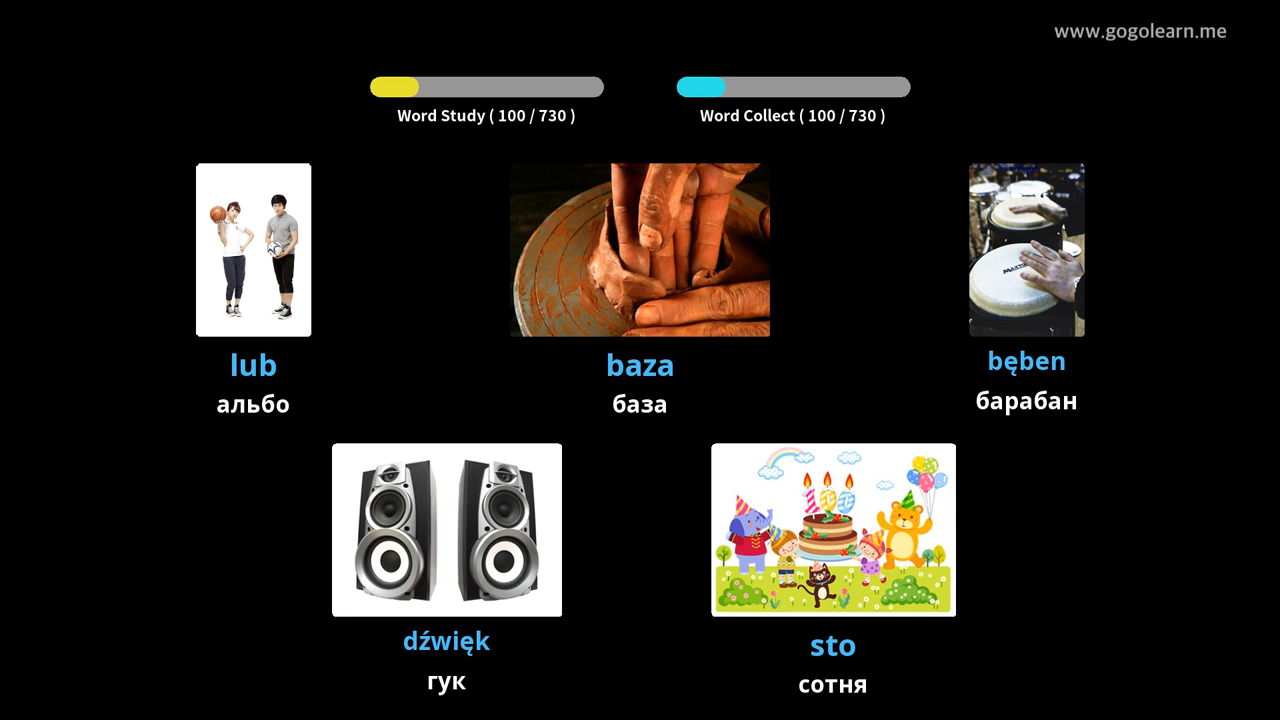 www.gogolearn.me
Word Study ( 100 / 730 )
Word Collect ( 100 / 730 )
lub
альбо
baza
база
bęben
барабан
dźwięk
гук
sto
сотня